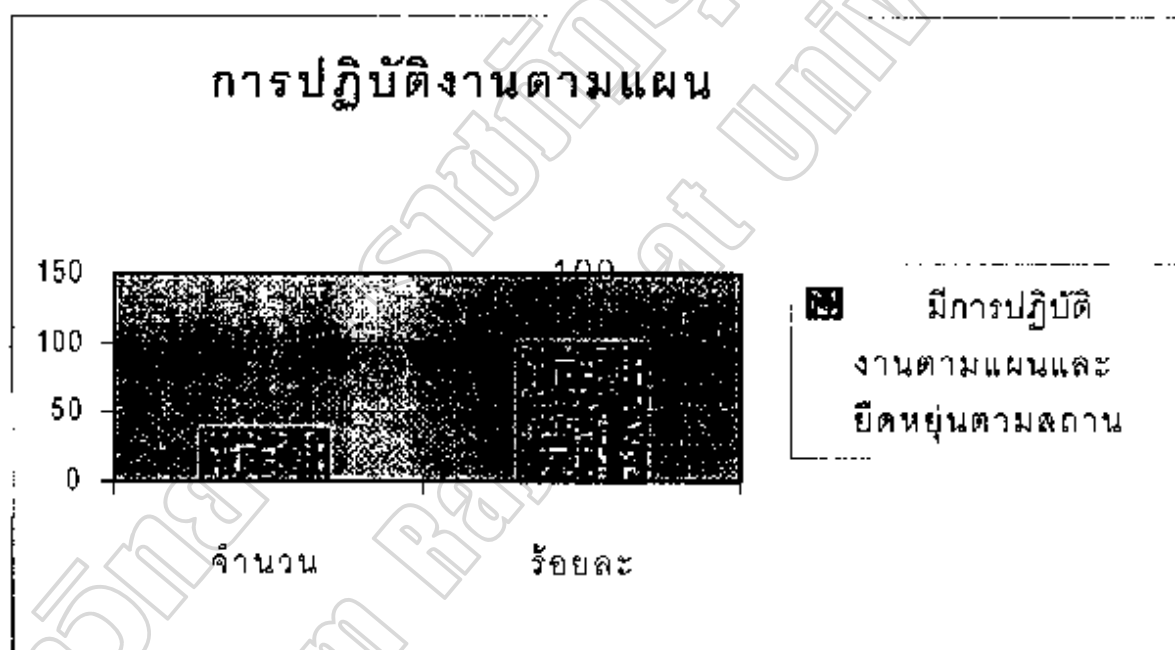 การปฏิบัติงานตามแผน
150
100
50
0
100
จำนวน
ร้อยละ
มีการปฏิบัติ
งานตามแผนและ
ยืดหยุ่นตามสถาน